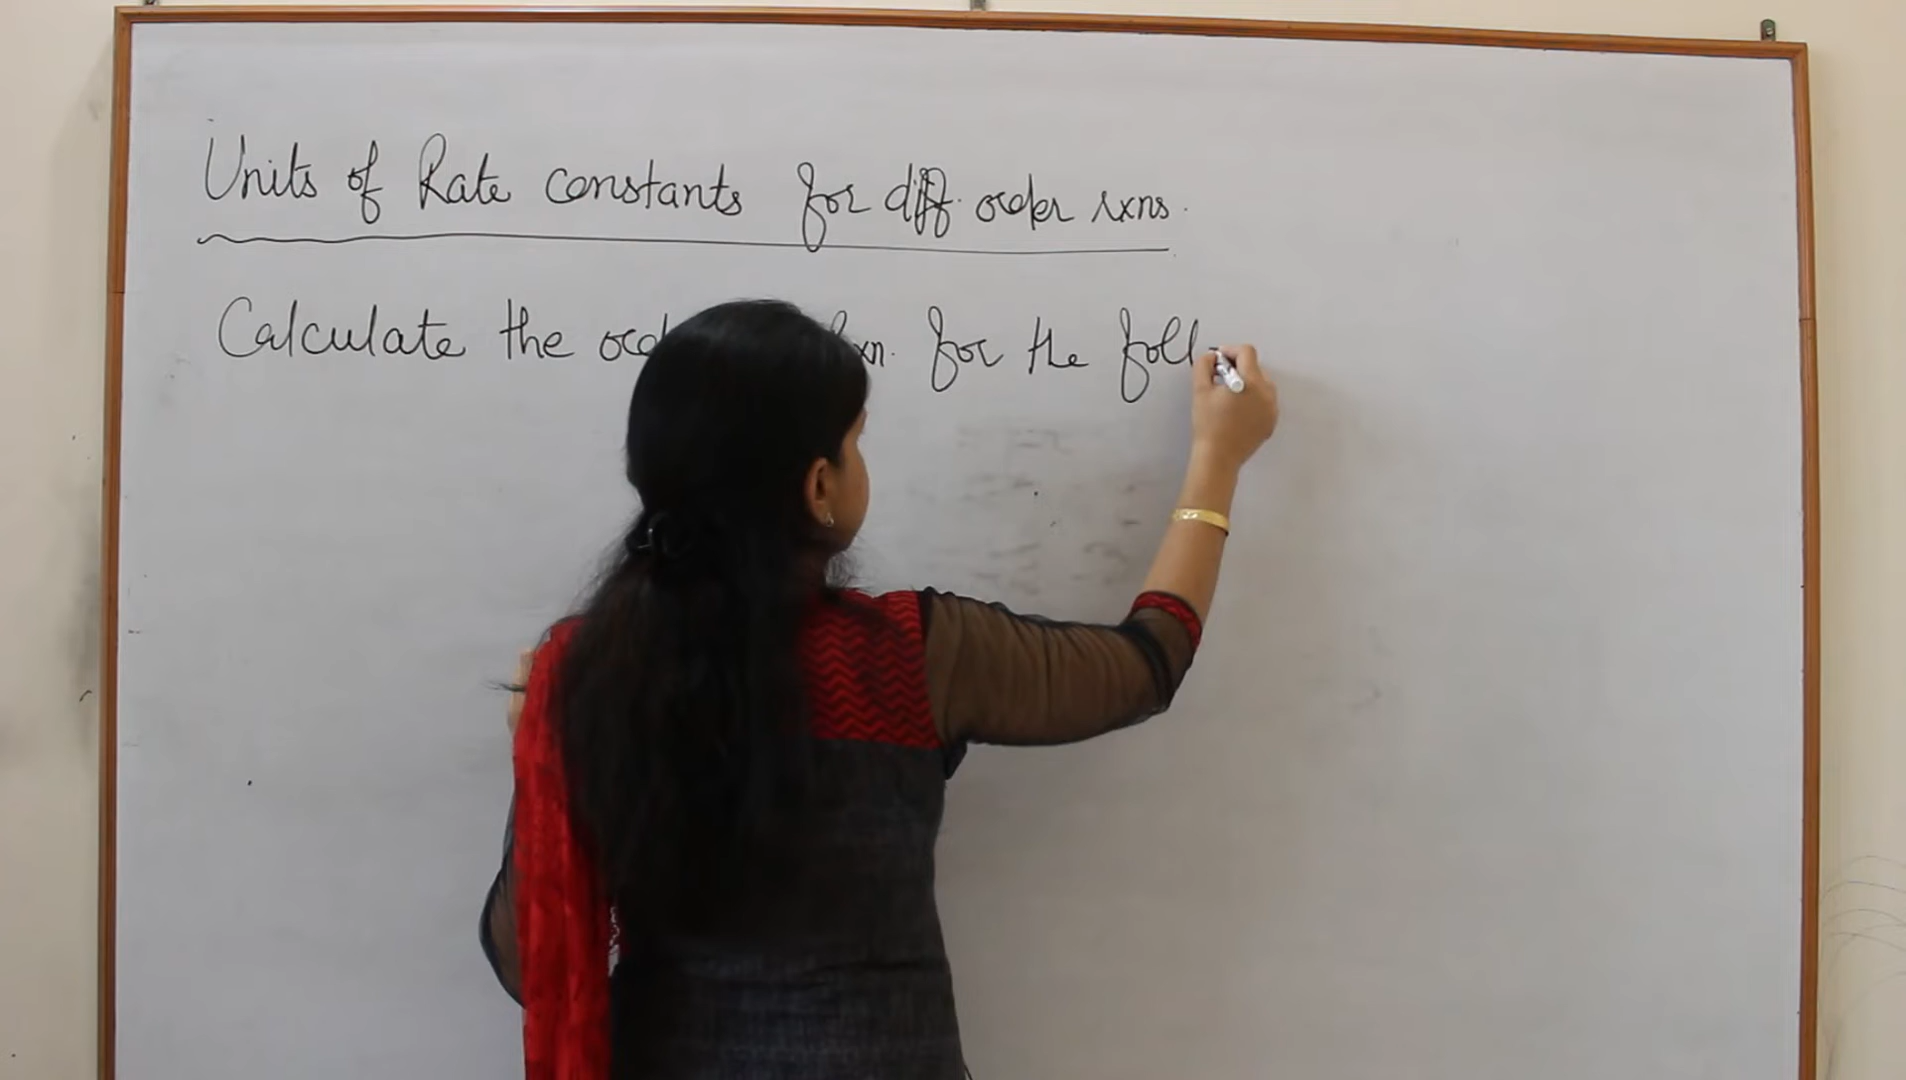 Units of Rate constants for diff. order rxns.
Calculate the for the foll